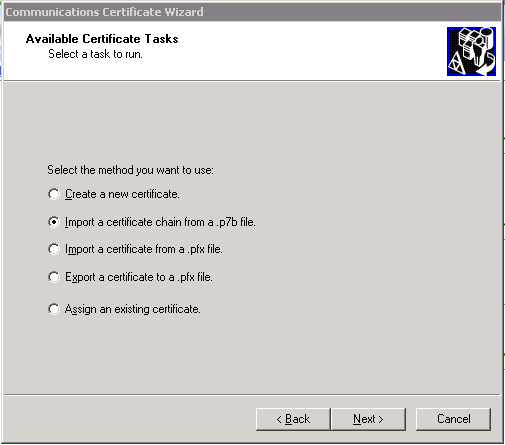 Communications Certificate Wizard
Available Certificate Tasks
Select a task to run.
Select the method you want to use:
Create a new certificate.
Import a certificate chain from a .p7b file.
Import a certificate from a .pfx file.
Export a certificate to a .pfx file.
Assign an existing certificate.
< Back Next > Cancel